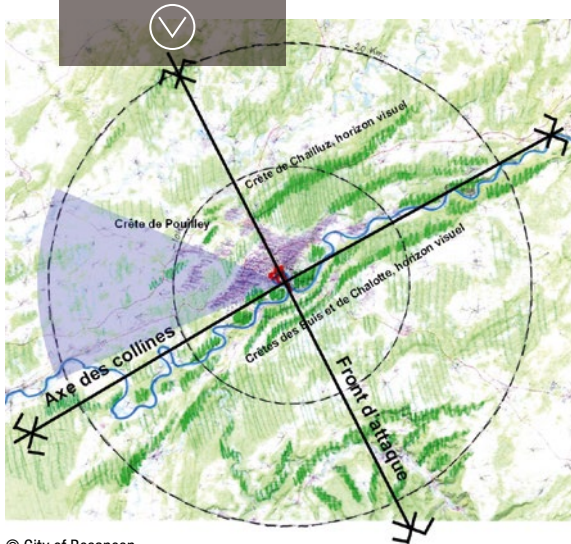 20 Km
Crête de Chailluz, horizon visuel
Crête de Pouilley
Crêtes des Buis et de Chalotte, horizon visuel
Axe des collines
Front d'attaque
© City of Besançon